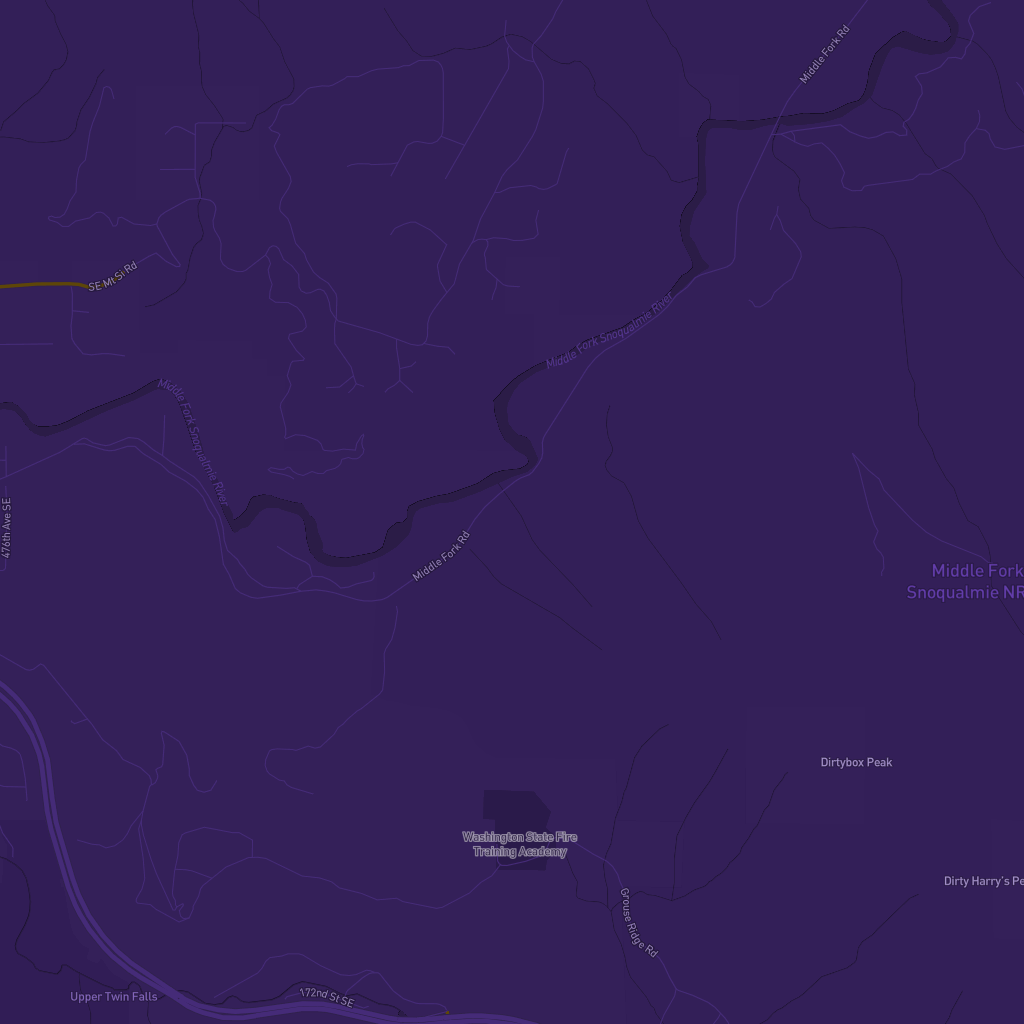 Middle Fork Rd
SE Mt Si Rd
Middle Fork Snoqualmie River
Middle Fork Snoqualmie River
476th Ave SE
Middle Fork Rd
Middle Fork
Snoqualmie NR
Dirtybox Peak
Washington State Fire
Training Academy
Dirty Harry's Pe
Grouse Ridge Rd
Upper Twin Falls
172nd St SE